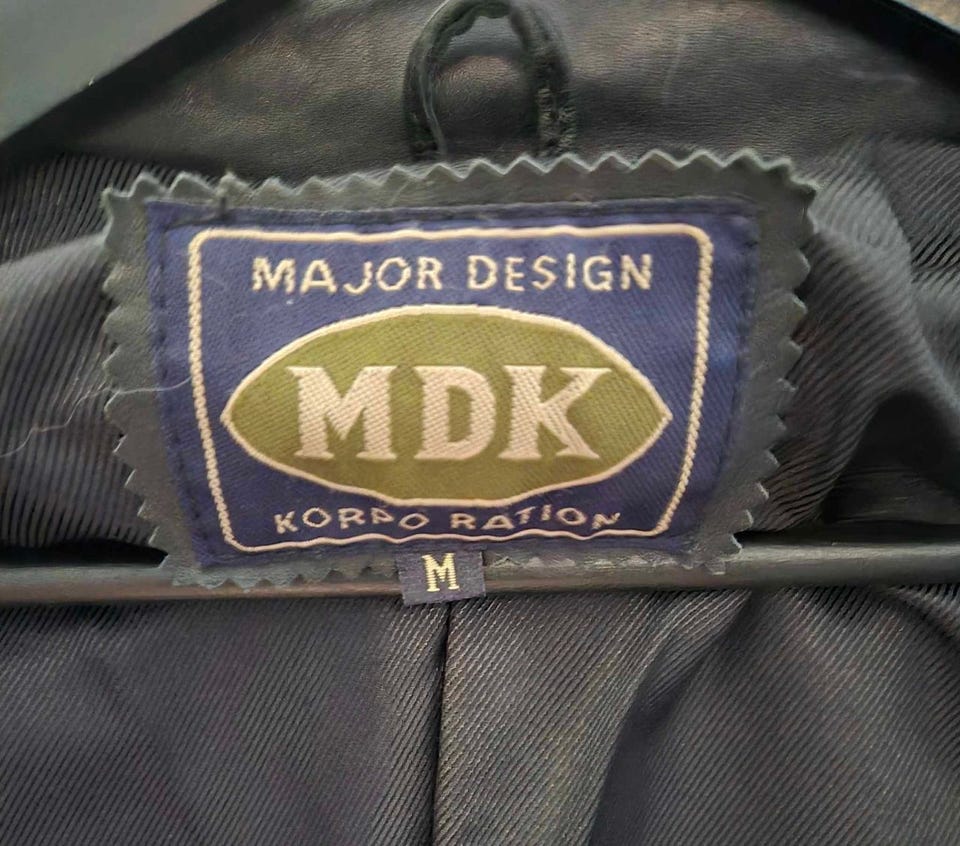 MAJOR DESIGN
MDK
KORPO RATION
M